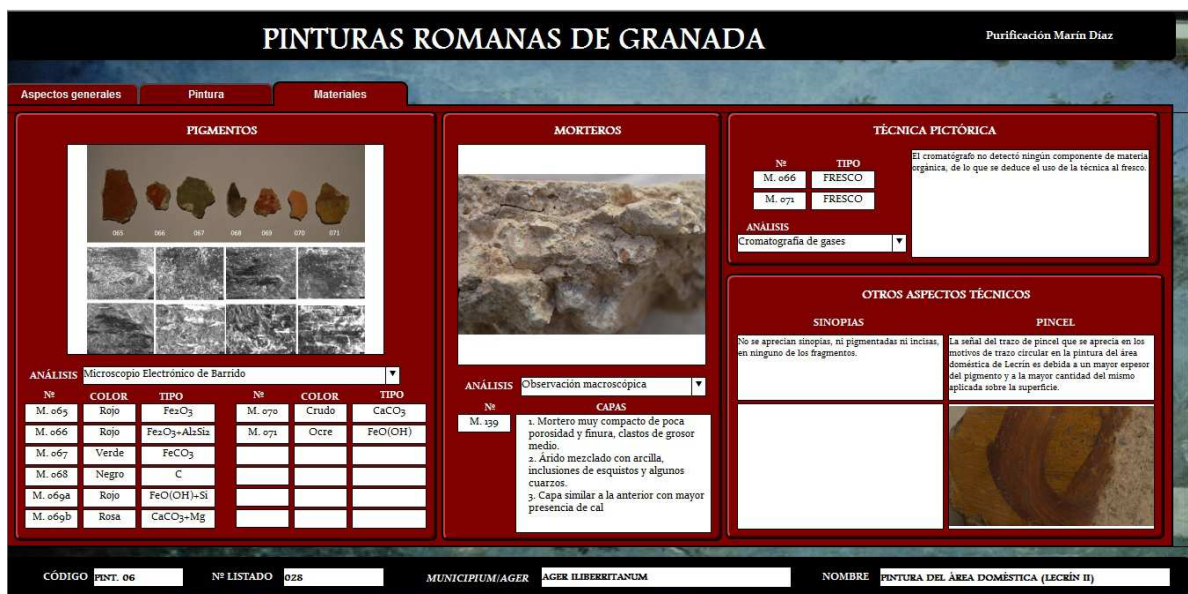 PINTURAS ROMANAS DE GRANADA
Purificación Marín Díaz
Aspectos generales
Pintura
Materiales
PIGMENTOS
065 066 067 068 069 070 071
ANÁLISIS Microscopio Electrónico de Barrido
Nº COLOR TIPO Nº COLOR TIPO
M. 065 Rojo Fe2O3 M. 070 Crudo CaCO3
M. 066 Rojo Fe2O3+Al2Si2 M. 071 Ocre FeO(OH)
M. 067 Verde FeCO3
M. 068 Negro C
M. 069a Rojo FeO(OH)+Si
M. 069b Rosa CaCO3+Mg
MORTEROS
ANÁLISIS Observación macroscópica
Nº CAPAS
M. 139
1. Mortero muy compacto de poca
porosidad y finura, clastos de grosor
medio.
2. Árido mezclado con arcilla,
inclusiones de esquistos y algunos
cuarzos.
3. Capa similar a la anterior con mayor
presencia de cal
TÉCNICA PICTÓRICA
Nº TIPO
M. 066 FRESCO
M. 071 FRESCO
ANÁLISIS
Cromatografía de gases
El cromatógrafo no detectó ningún componente de materia
orgánica, de lo que se deduce el uso de la técnica al fresco.
OTROS ASPECTOS TÉCNICOS
SINOPIAS
No se aprecian sinopias, ni pigmentadas ni incisas,
en ninguno de los fragmentos.
PINCEL
La señal del trazo de pincel que se aprecia en los
motivos de trazo circular en la pintura del área
doméstica de Lecrín es debida a un mayor espesor
del pigmento y a la mayor cantidad del mismo
aplicada sobre la superficie.
CÓDIGO PINT. 06 Nº LISTADO 028 MUNICIPIUM/AGER AGER ILIBERRITANUM NOMBRE PINTURA DEL ÁREA DOMÉSTICA (LECRÍN II)